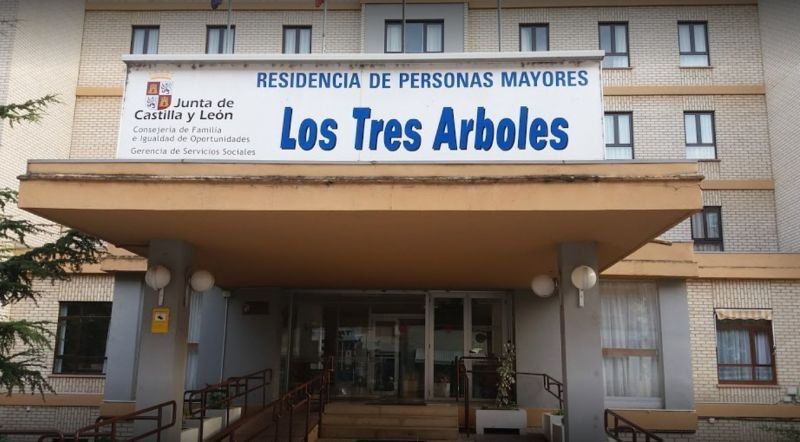 RESIDENCIA DE PERSONAS MAYORES
Junta de
Castilla y León
Los Tres Arboles
Consejería de Familia
e Igualdad de Oportunidades
Gerencia de Servicios Sociales